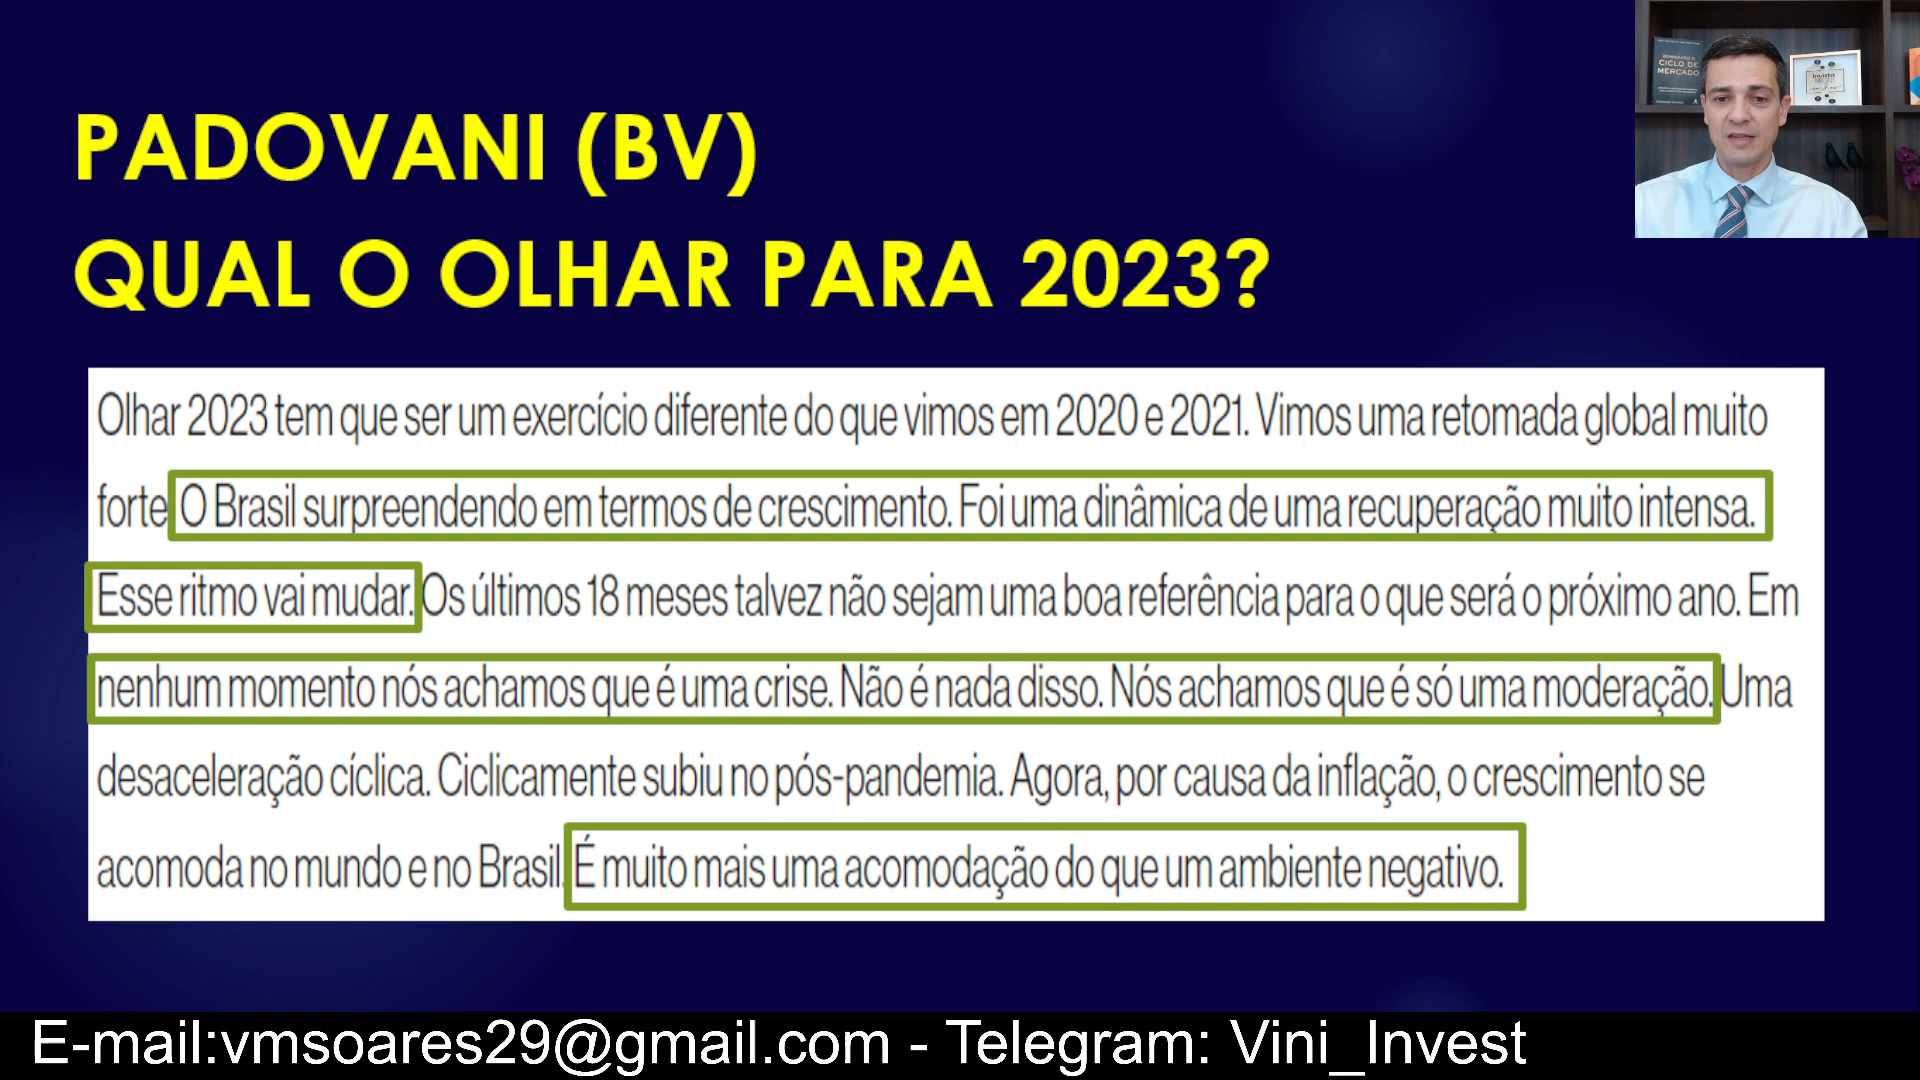 PADOVANI (BV)
QUAL O OLHAR PARA 2023?
Olhar 2023 tem que ser um exercício diferente do que vimos em 2020 e 2021. Vimos uma retomada global muito
forte. O Brasil surpreendendo em termos de crescimento. Foi uma dinâmica de uma recuperação muito intensa.
Esse ritmo vai mudar. Os últimos 18 meses talvez não sejam uma boa referência para o que será o próximo ano. Em
nenhum momento nós achamos que é uma crise. Não é nada disso. Nós achamos que é só uma moderação. Uma
desaceleração cíclica. Ciclicamente subiu no pós-pandemia. Agora, por causa da inflação, o crescimento se
acomoda no mundo e no Brasil. É muito mais uma acomodação do que um ambiente negativo.
CICLO DE
MERCADO
Invista
E-mail:vmsoares29@gmail.com - Telegram: Vini_Invest